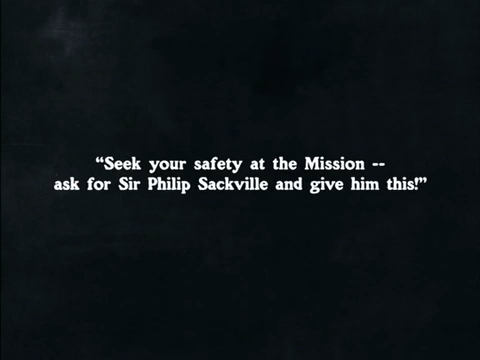 “Seek your safety at the Mission --
ask for Sir Philip Sackville and give him this!”